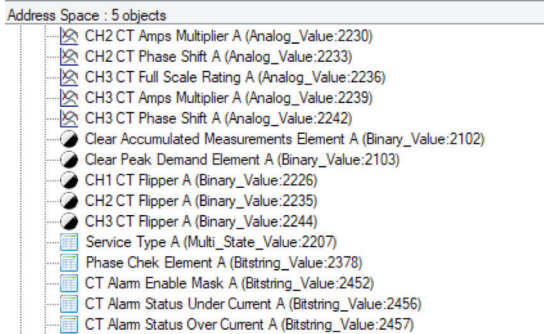 Address Space : 5 objects
CH2 CT Amps Multiplier A (Analog_Value:2230)
CH2 CT Phase Shift A (Analog_Value:2233)
CH3 CT Full Scale Rating A (Analog_Value:2236)
CH3 CT Amps Multiplier A (Analog_Value:2239)
CH3 CT Phase Shift A (Analog_Value:2242)
Clear Accumulated Measurements Element A (Binary_Value:2102)
Clear Peak Demand Element A (Binary_Value:2103)
CH1 CT Flipper A (Binary_Value:2226)
CH2 CT Flipper A (Binary_Value:2235)
CH3 CT Flipper A (Binary_Value:2244)
Service Type A (Multi_State_Value:2207)
Phase Chek Element A (Bitstring_Value:2378)
CT Alarm Enable Mask A (Bitstring_Value:2452)
CT Alarm Status Under Current A (Bitstring_Value:2456)
CT Alarm Status Over Current A (Bitstring_Value:2457)